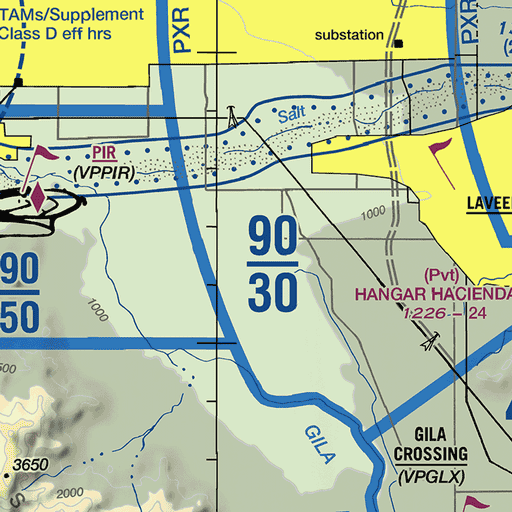 TAMs/Supplement
Class D eff hrs
PXR
substation
PXR
Salt
PIR
(VPPIR)
1000
LAVEEN
90
30
90
50
(Pvt)
HANGAR HACIENDA
1226 - 24
1000
GILA
GILA
CROSSING
(VPGLX)
3650
2000
S